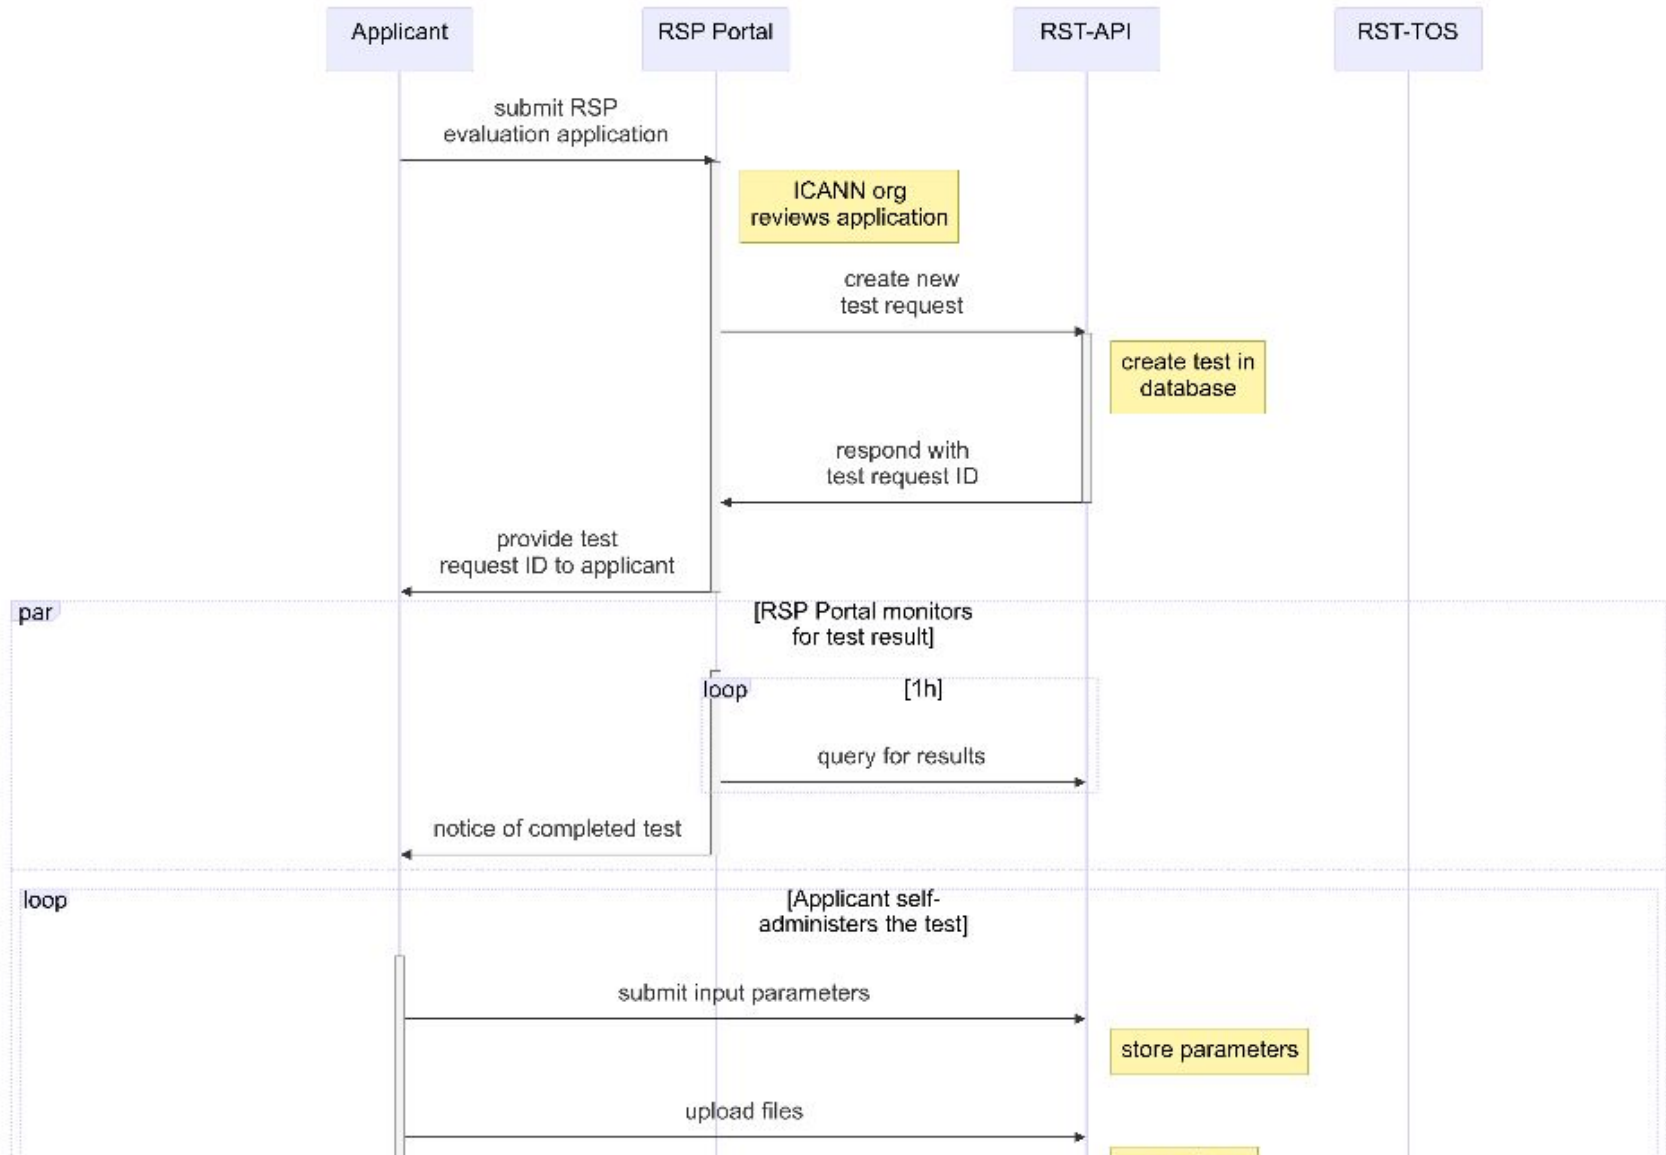 Applicant
RSP Portal
RST-API
RST-TOS
submit RSP
evaluation application
ICANN org
reviews application
create new
test request
create test in
database
respond with
test request ID
provide test
request ID to applicant
par
[RSP Portal monitors
for test result]
loop
[1h]
query for results
notice of completed test
loop
[Applicant self-
administers the test]
submit input parameters
store parameters
upload files